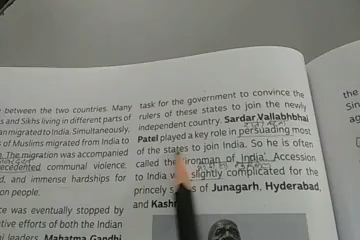 e between the two countries. Many
s and Sikhs living in different parts of
an migrated to India. Simultaneously,
s of Muslims migrated from India to
n. The migration was accompanied
recedented communal violence,
d, and immense hardships for
on people.
ce was eventually stopped by
tive efforts of both the Indian
ni leaders. Mahatma Gandhi
task for the government to convince the
rulers of these states to join the newly
independent country. Sardar Vallabhbhai
Patel played a key role in persuading most
of the states to join India. So he is often
called the 'Ironman of India'. Accession
to India slightly complicated for the
princely s s of Junagarh, Hyderabad,
and Kash
the
ag